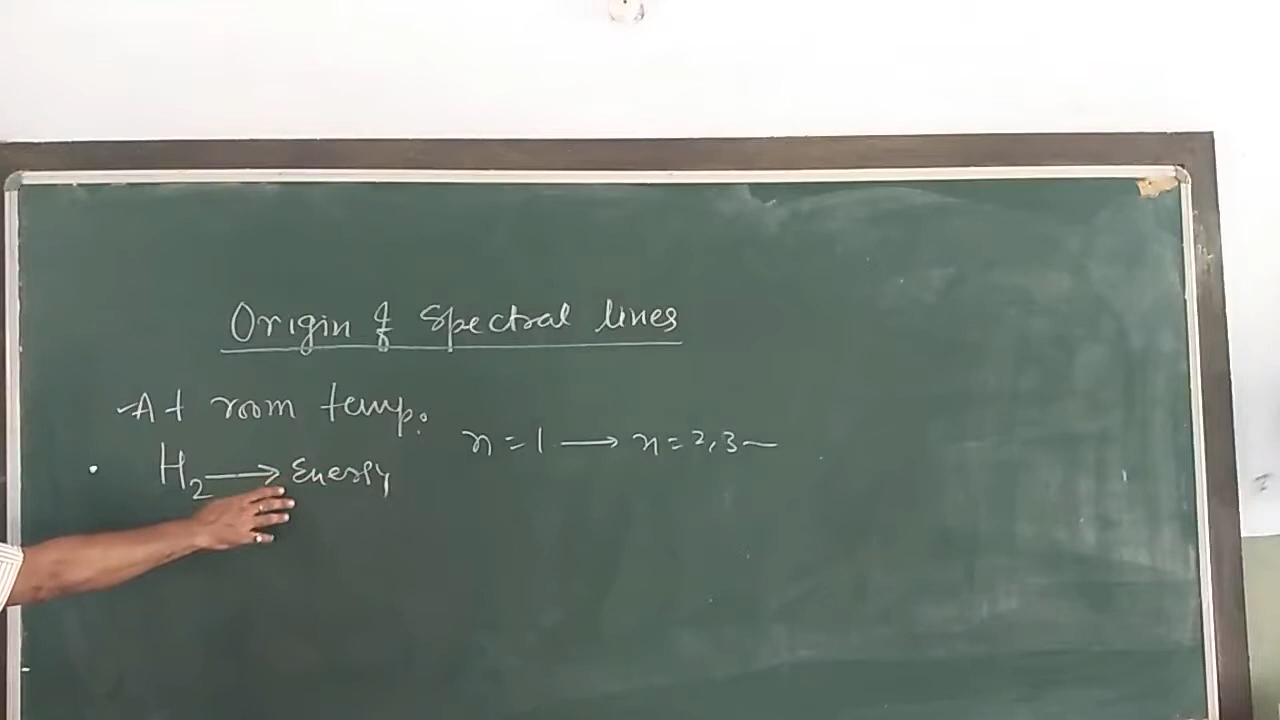 Origin of Spectral lines
At room temp.
n = 1 → n = 2, 3 —
H₂ → Energy